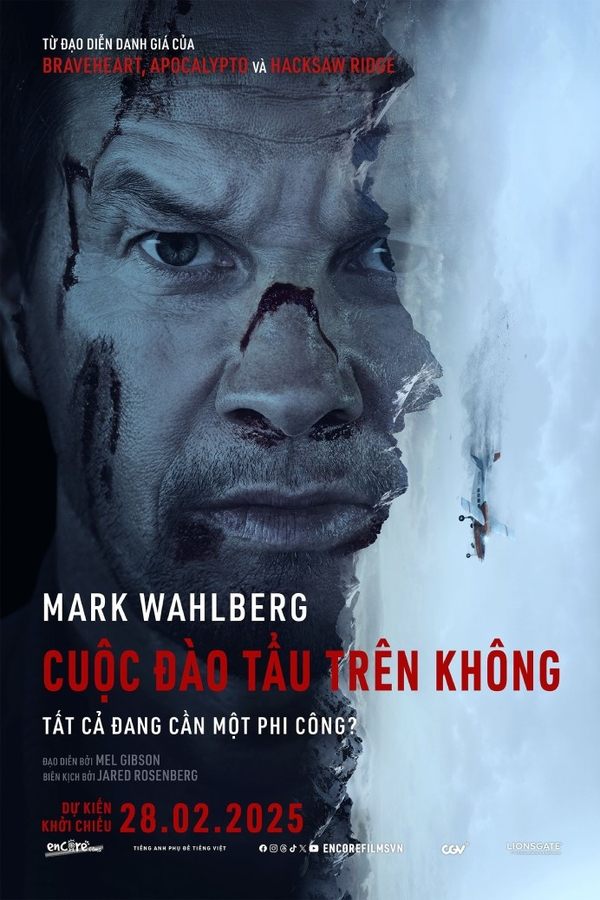 TỪ ĐẠO DIỄN DANH GIÁ CỦA
BRAVEHEART, APOCALYPTO VÀ HACKSAW RIDGE
MARK WAHLBERG
CUỘC ĐÀO TẨU TRÊN KHÔNG
TẤT CẢ ĐANG CẦN MỘT PHI CÔNG?
ĐẠO DIỄN BỞI MEL GIBSON
BIÊN KỊCH BỞI JARED ROSENBERG
DỰ KIẾN
KHỞI CHIẾU 28.02.2025
encore FILMS TIẾNG ANH PHỤ ĐỀ TIẾNG VIỆT ENCOREFILMSVN CGV LIONSGATE